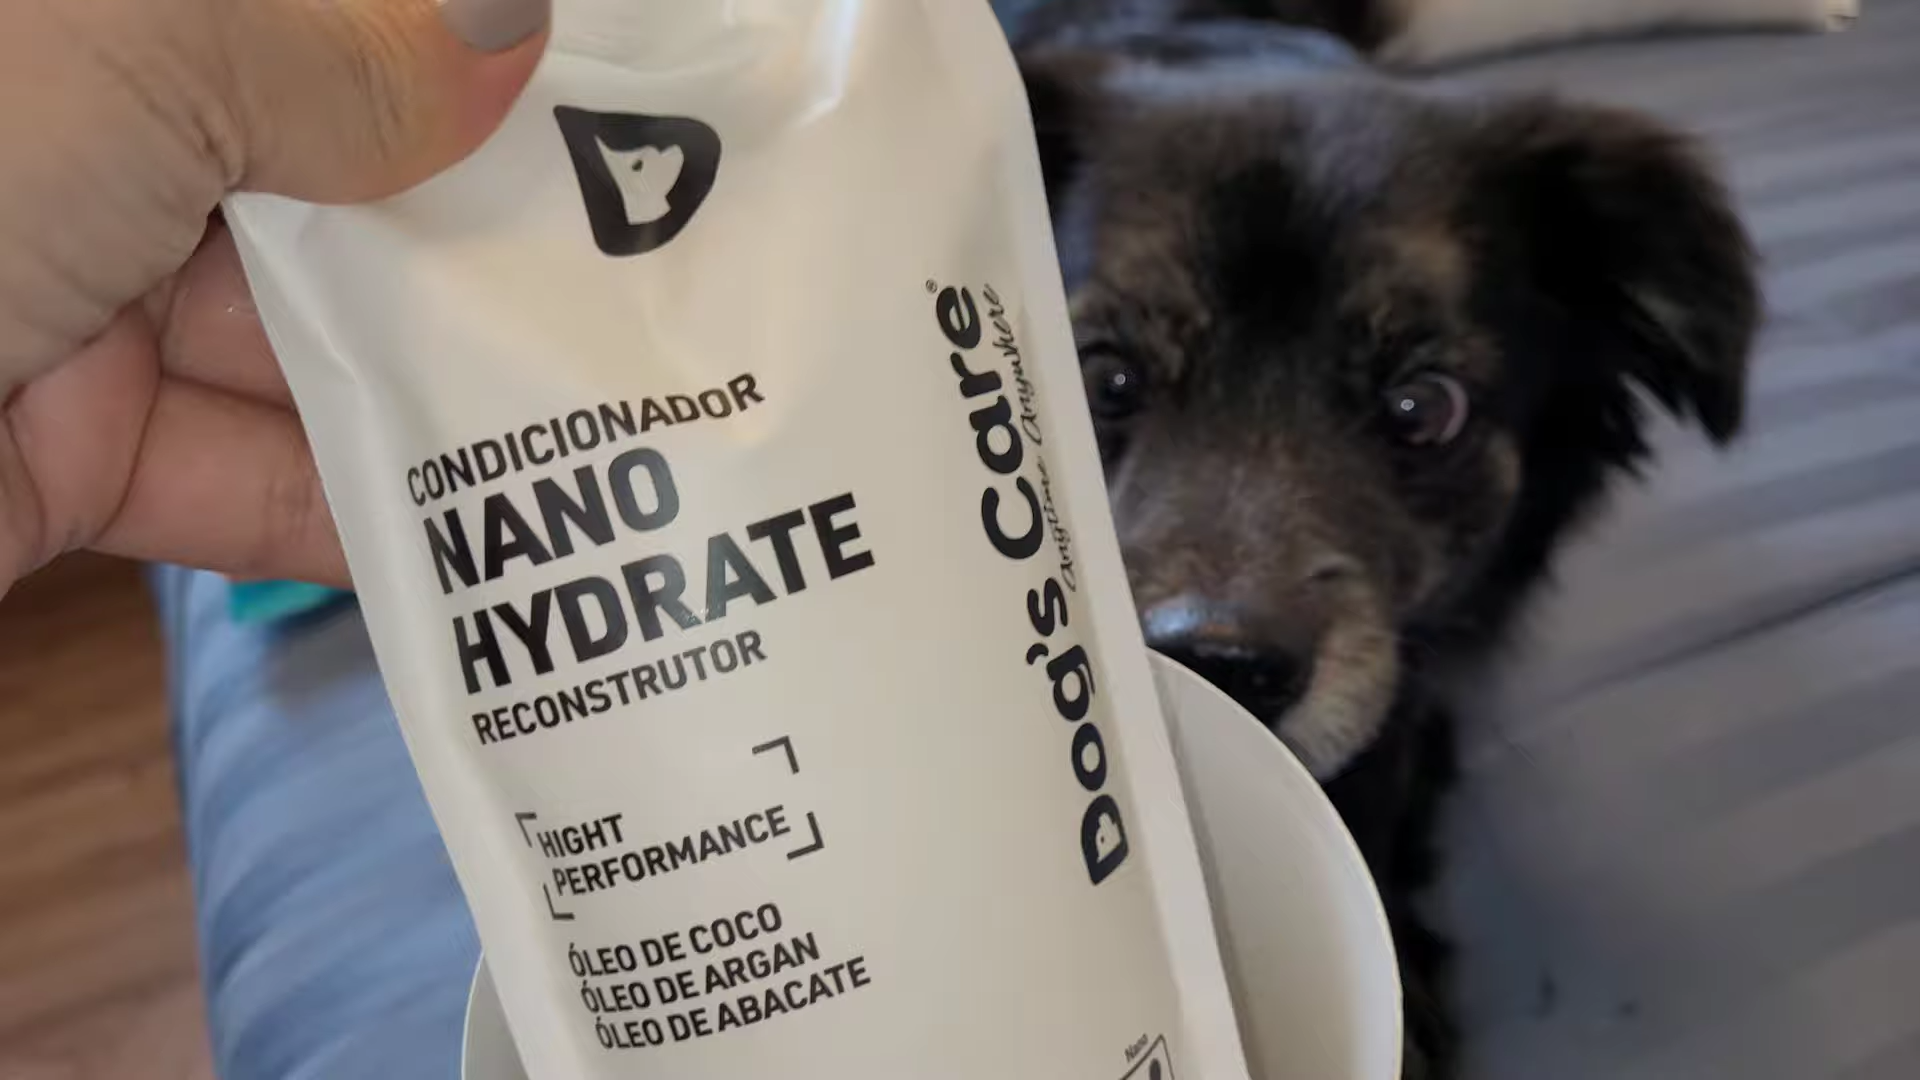 CONDICIONADOR
NANO
HYDRATE
RECONSTRUTOR
HIGHT
PERFORMANCE
ÓLEO DE COCO
ÓLEO DE ARGAN
ÓLEO DE ABACATE
Dog's Care®
Anytime Anywhere
Nano